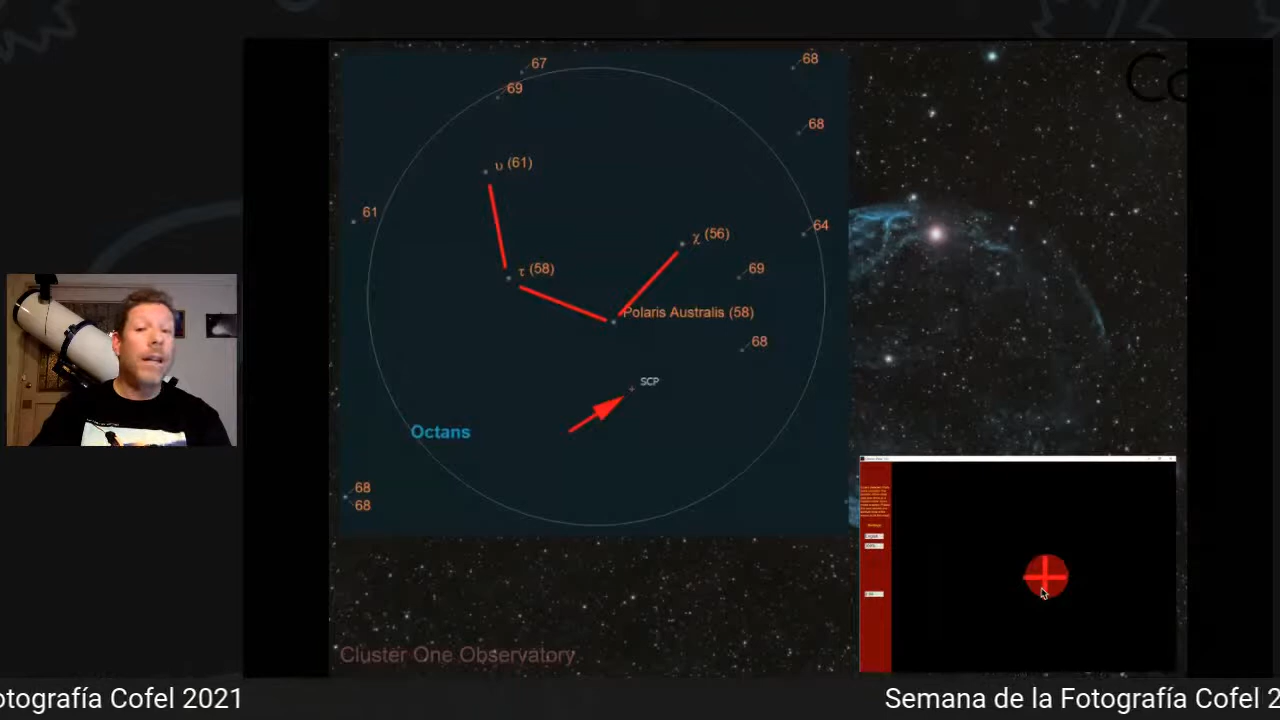 67
68
69
68
υ (61)
61
64
χ (56)
τ (58)
69
Polaris Australis (58)
68
SCP
Octans
68
68
Cluster One Observatory
otografía Cofel 2021
Semana de la Fotografía Cofel 2